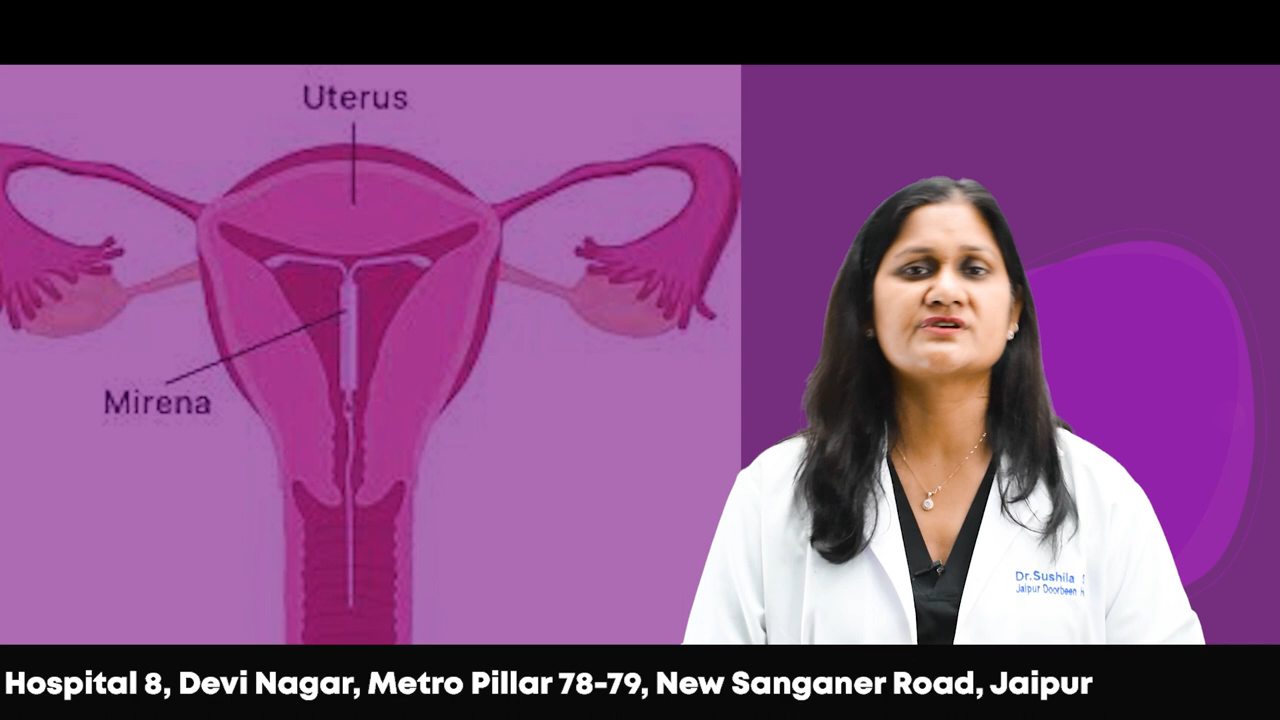 Uterus
Mirena
Dr.Sushila
Jaipur Doorbeen
Hospital 8, Devi Nagar, Metro Pillar 78-79, New Sanganer Road, Jaipur